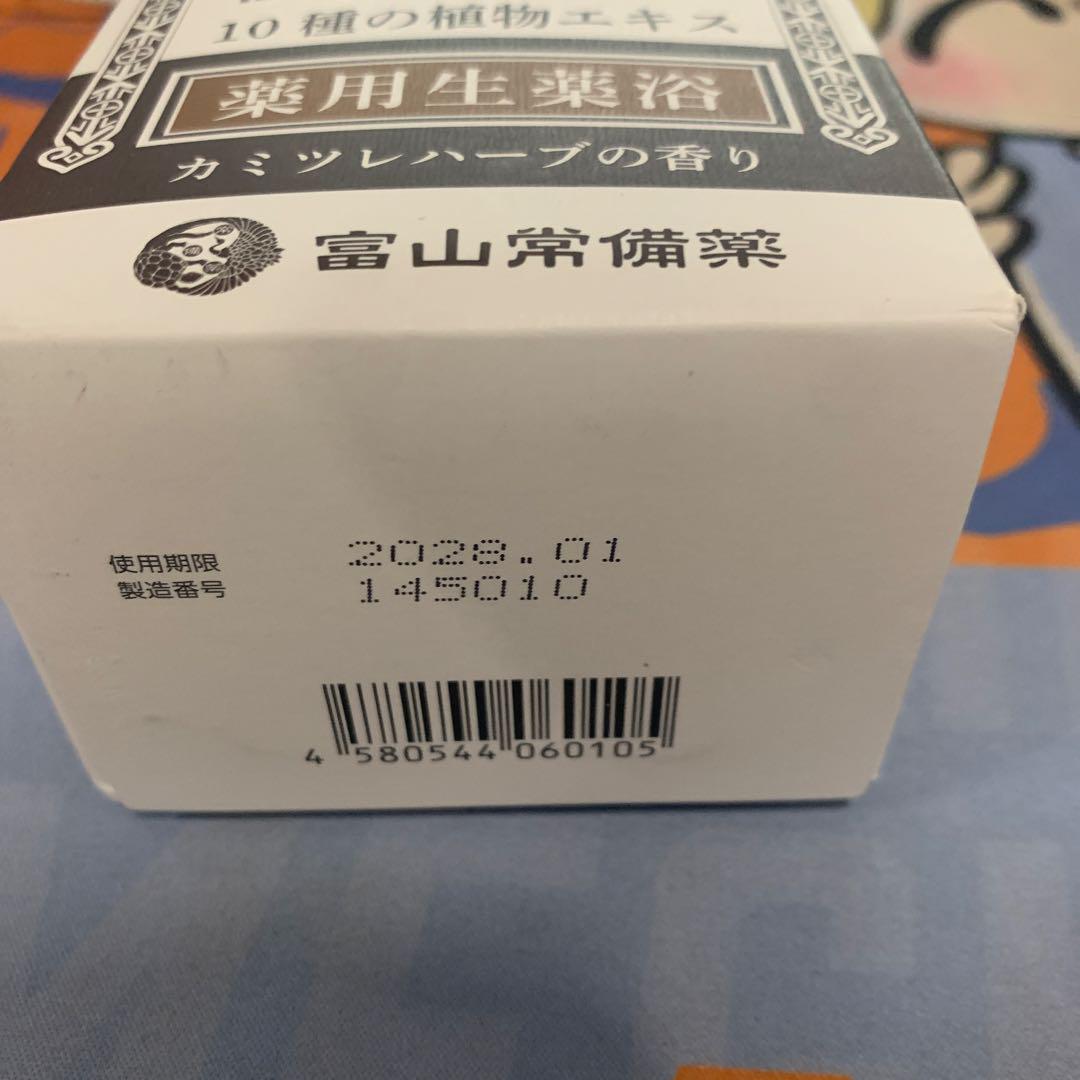 10種の植物エキス
薬用生薬浴
カミツレハーブの香り
富山常備薬
使用期限 2028.01
製造番号 145010
4 580544 060105